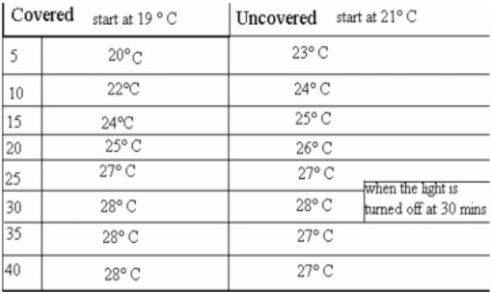 Covered start at 19 ° C Uncovered start at 21° C
5 20° C 23° C
10 22°C 24° C
15 24°C 25° C
20 25° C 26° C
25 27° C 27° C
when the light is
30 28° C 28° C turned off at 30 mins
35 28° C 27° C
40 28° C 27° C